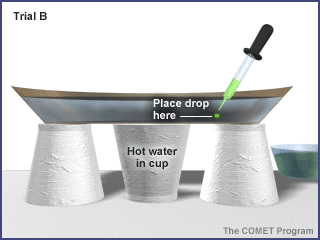 Trial B
Place drop
here
Hot water
in cup
The COMET Program